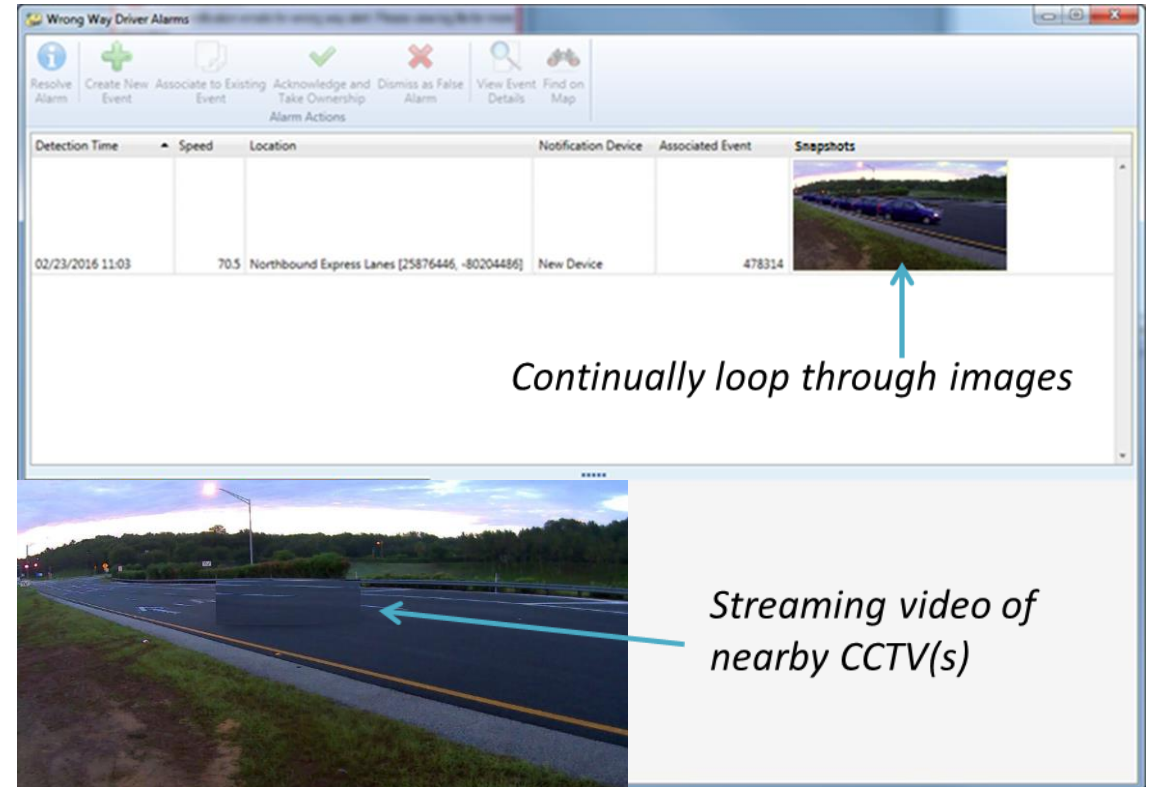 Wrong Way Driver Alarms
Resolve Alarm
Create New Event
Associate to Existing Event
Acknowledge and Take Ownership
Dismiss as False Alarm
View Event Details
Find on Map
Alarm Actions
Detection Time Speed Location Notification Device Associated Event Snapshots
02/23/2016 11:03 70.5 Northbound Express Lanes [25876446, -80204486] New Device 478314
Continually loop through images
Streaming video of
nearby CCTV(s)